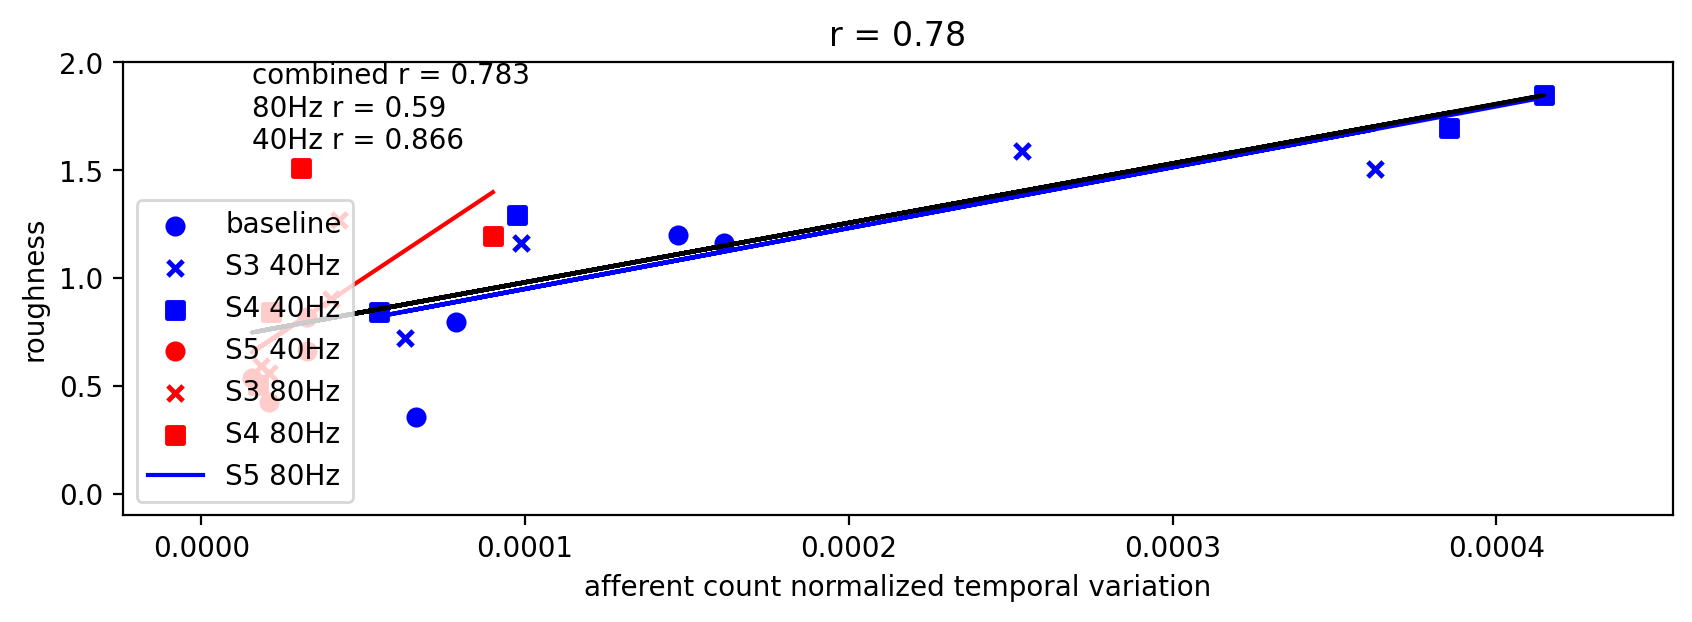 r = 0.78
combined r = 0.783
80Hz r = 0.59
40Hz r = 0.866
2.0
1.5
1.0
0.5
0.0
roughness
baseline
S3 40Hz
S4 40Hz
S5 40Hz
S3 80Hz
S4 80Hz
S5 80Hz
0.0000
0.0001
0.0002
0.0003
0.0004
afferent count normalized temporal variation